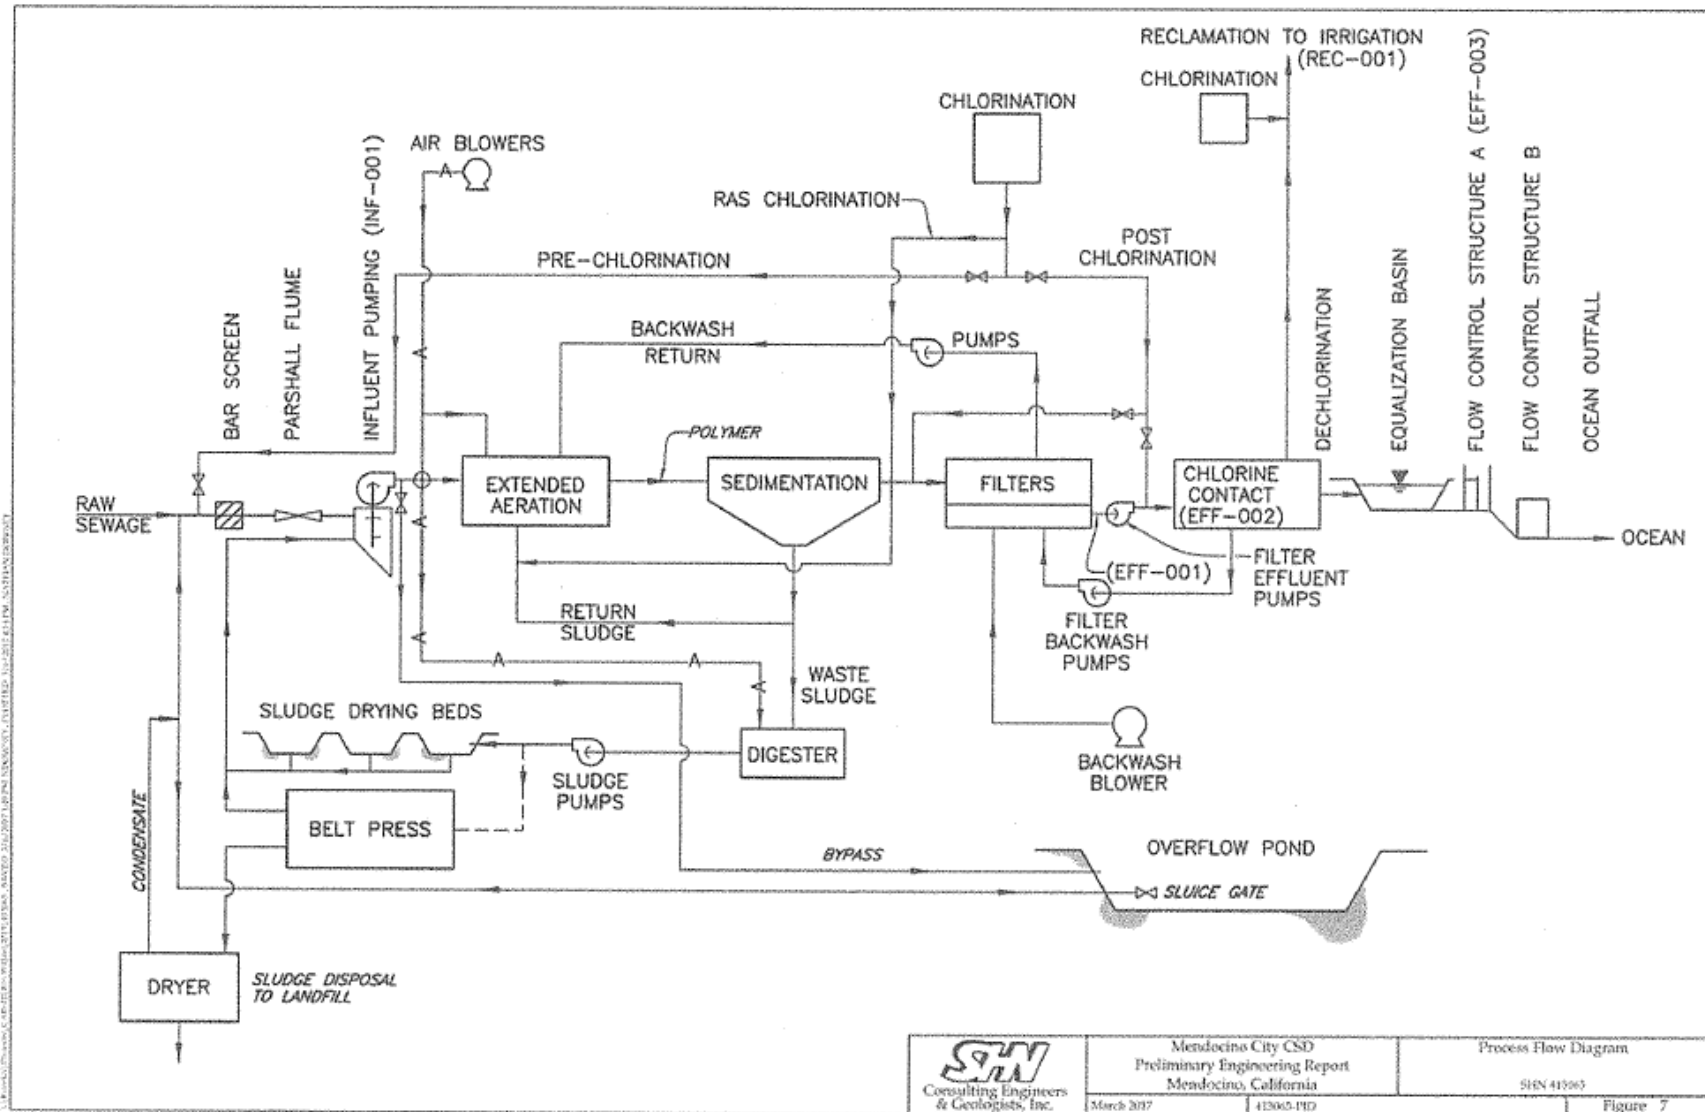 RECLAMATION TO IRRIGATION
(REC-001)
CHLORINATION
CHLORINATION
AIR BLOWERS
RAS CHLORINATION
PRE-CHLORINATION
POST
CHLORINATION
BACKWASH
RETURN
PUMPS
BAR SCREEN
PARSHALL FLUME
INFLUENT PUMPING (INF-001)
DECHLORINATION
EQUALIZATION BASIN
FLOW CONTROL STRUCTURE A (EFF-003)
FLOW CONTROL STRUCTURE B
OCEAN OUTFALL
A
A
A
A
A
A
A
POLYMER
RAW
SEWAGE
EXTENDED
AERATION
SEDIMENTATION
FILTERS
CHLORINE
CONTACT
(EFF-002)
OCEAN
(EFF-001)
FILTER
EFFLUENT
PUMPS
FILTER
BACKWASH
PUMPS
RETURN
SLUDGE
WASTE
SLUDGE
SLUDGE DRYING BEDS
SLUDGE
PUMPS
DIGESTER
BACKWASH
BLOWER
BELT PRESS
CONDENSATE
BYPASS
OVERFLOW POND
SLUICE GATE
DRYER
SLUDGE DISPOSAL
TO LANDFILL
SHN
Consulting Engineers
& Geologists, Inc.
Mendocino City CSD
Preliminary Engineering Report
Mendocino, California
Process Flow Diagram
March 2017
Figure 7